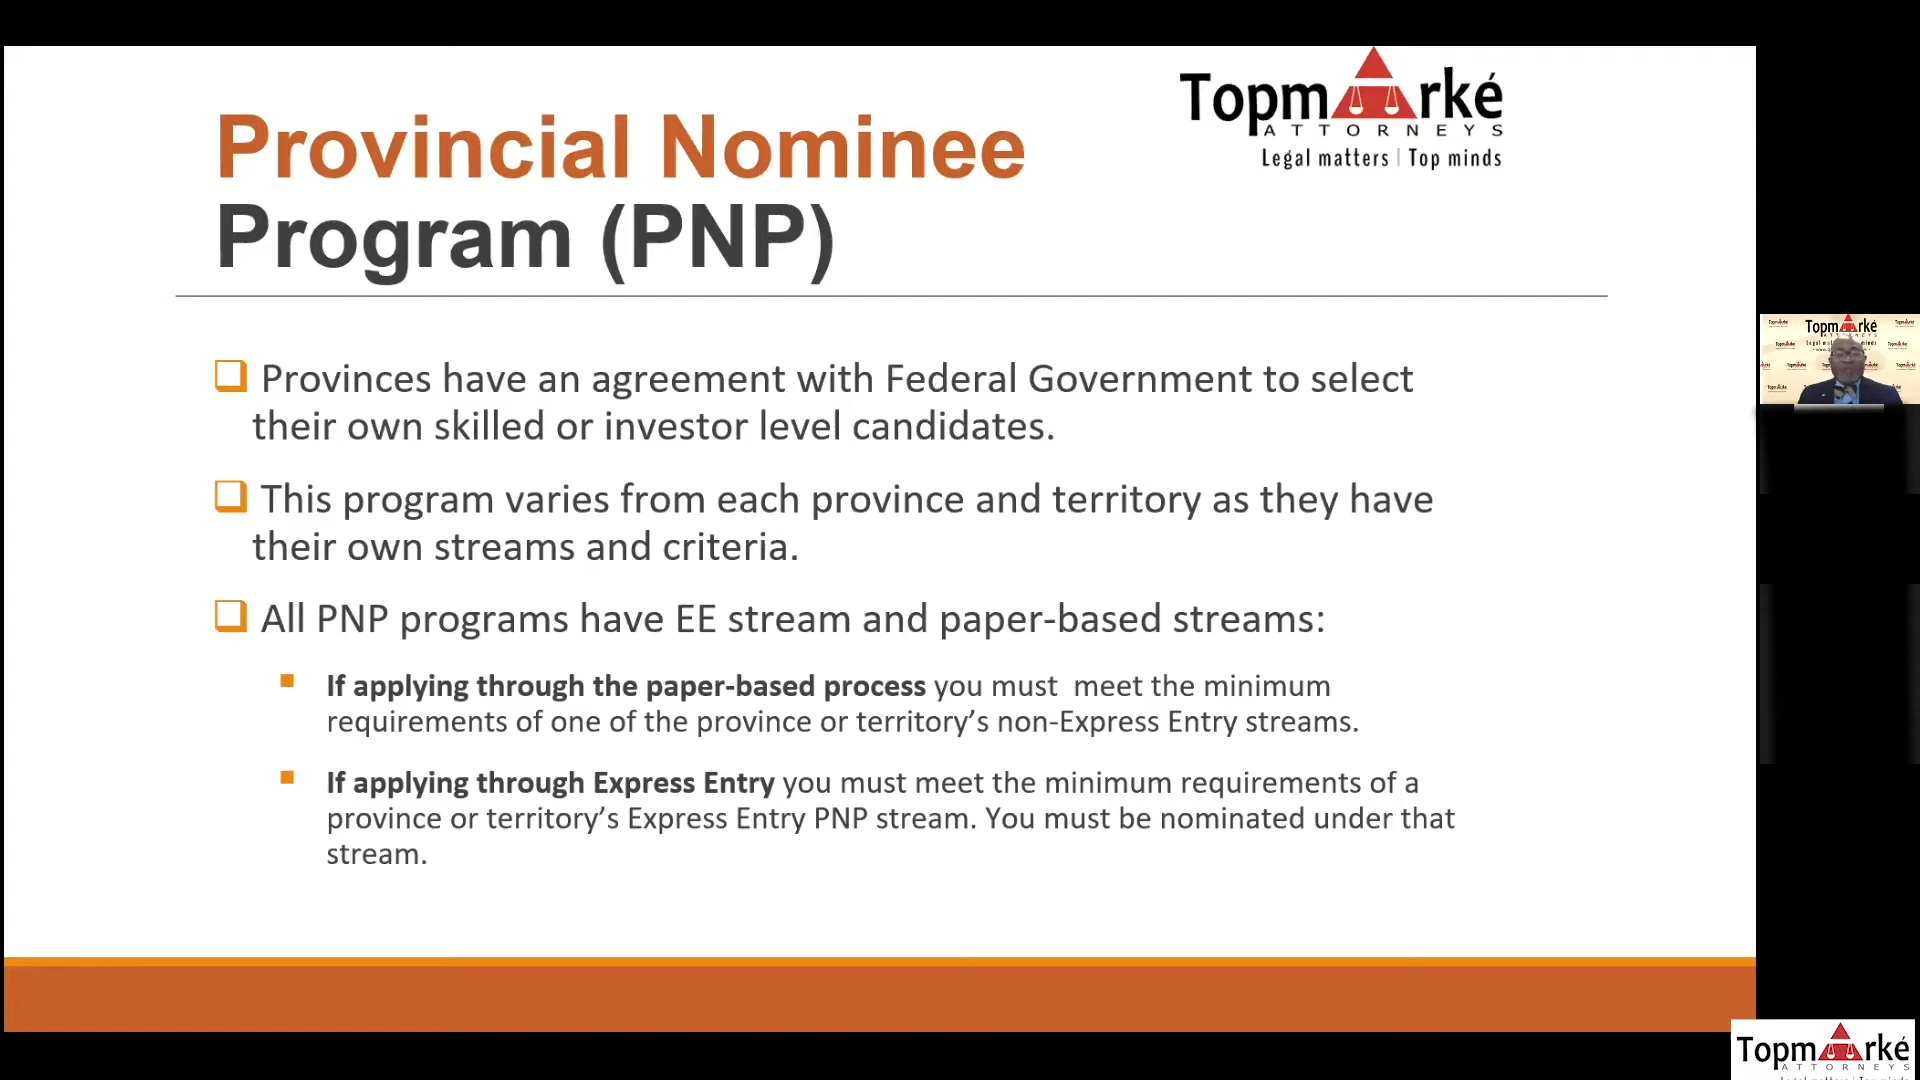 Topmarké
ATTORNEYS
Legal matters | Top minds
Provincial Nominee
Program (PNP)
Provinces have an agreement with Federal Government to select
their own skilled or investor level candidates.
This program varies from each province and territory as they have
their own streams and criteria.
All PNP programs have EE stream and paper-based streams:
If applying through the paper-based process you must meet the minimum
requirements of one of the province or territory’s non-Express Entry streams.
If applying through Express Entry you must meet the minimum requirements of a
province or territory’s Express Entry PNP stream. You must be nominated under that
stream.
Topmarké
Topmarké
ATTORNEYS